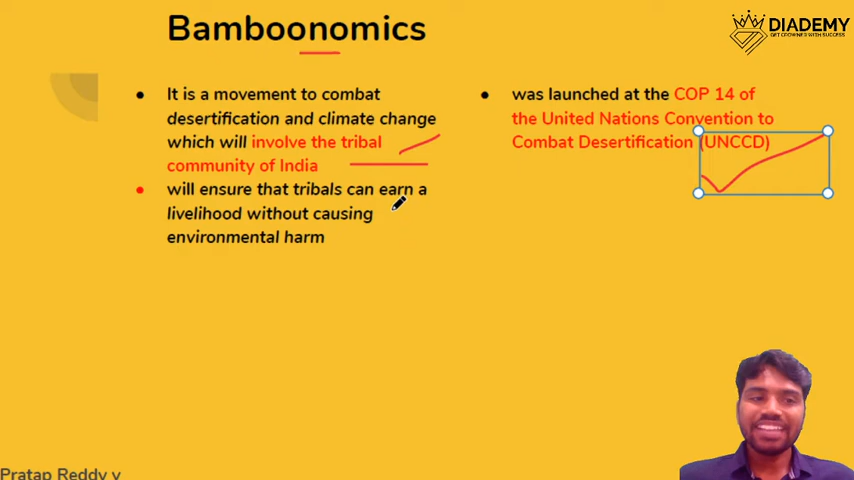 Bamboonomics
DIADEMY
GET CROWNED WITH SUCCESS
• It is a movement to combat
desertification and climate change
which will involve the tribal
community of India
• will ensure that tribals can earn a
livelihood without causing
environmental harm
• was launched at the COP 14 of
the United Nations Convention to
Combat Desertification (UNCCD)
Pratap Reddy y